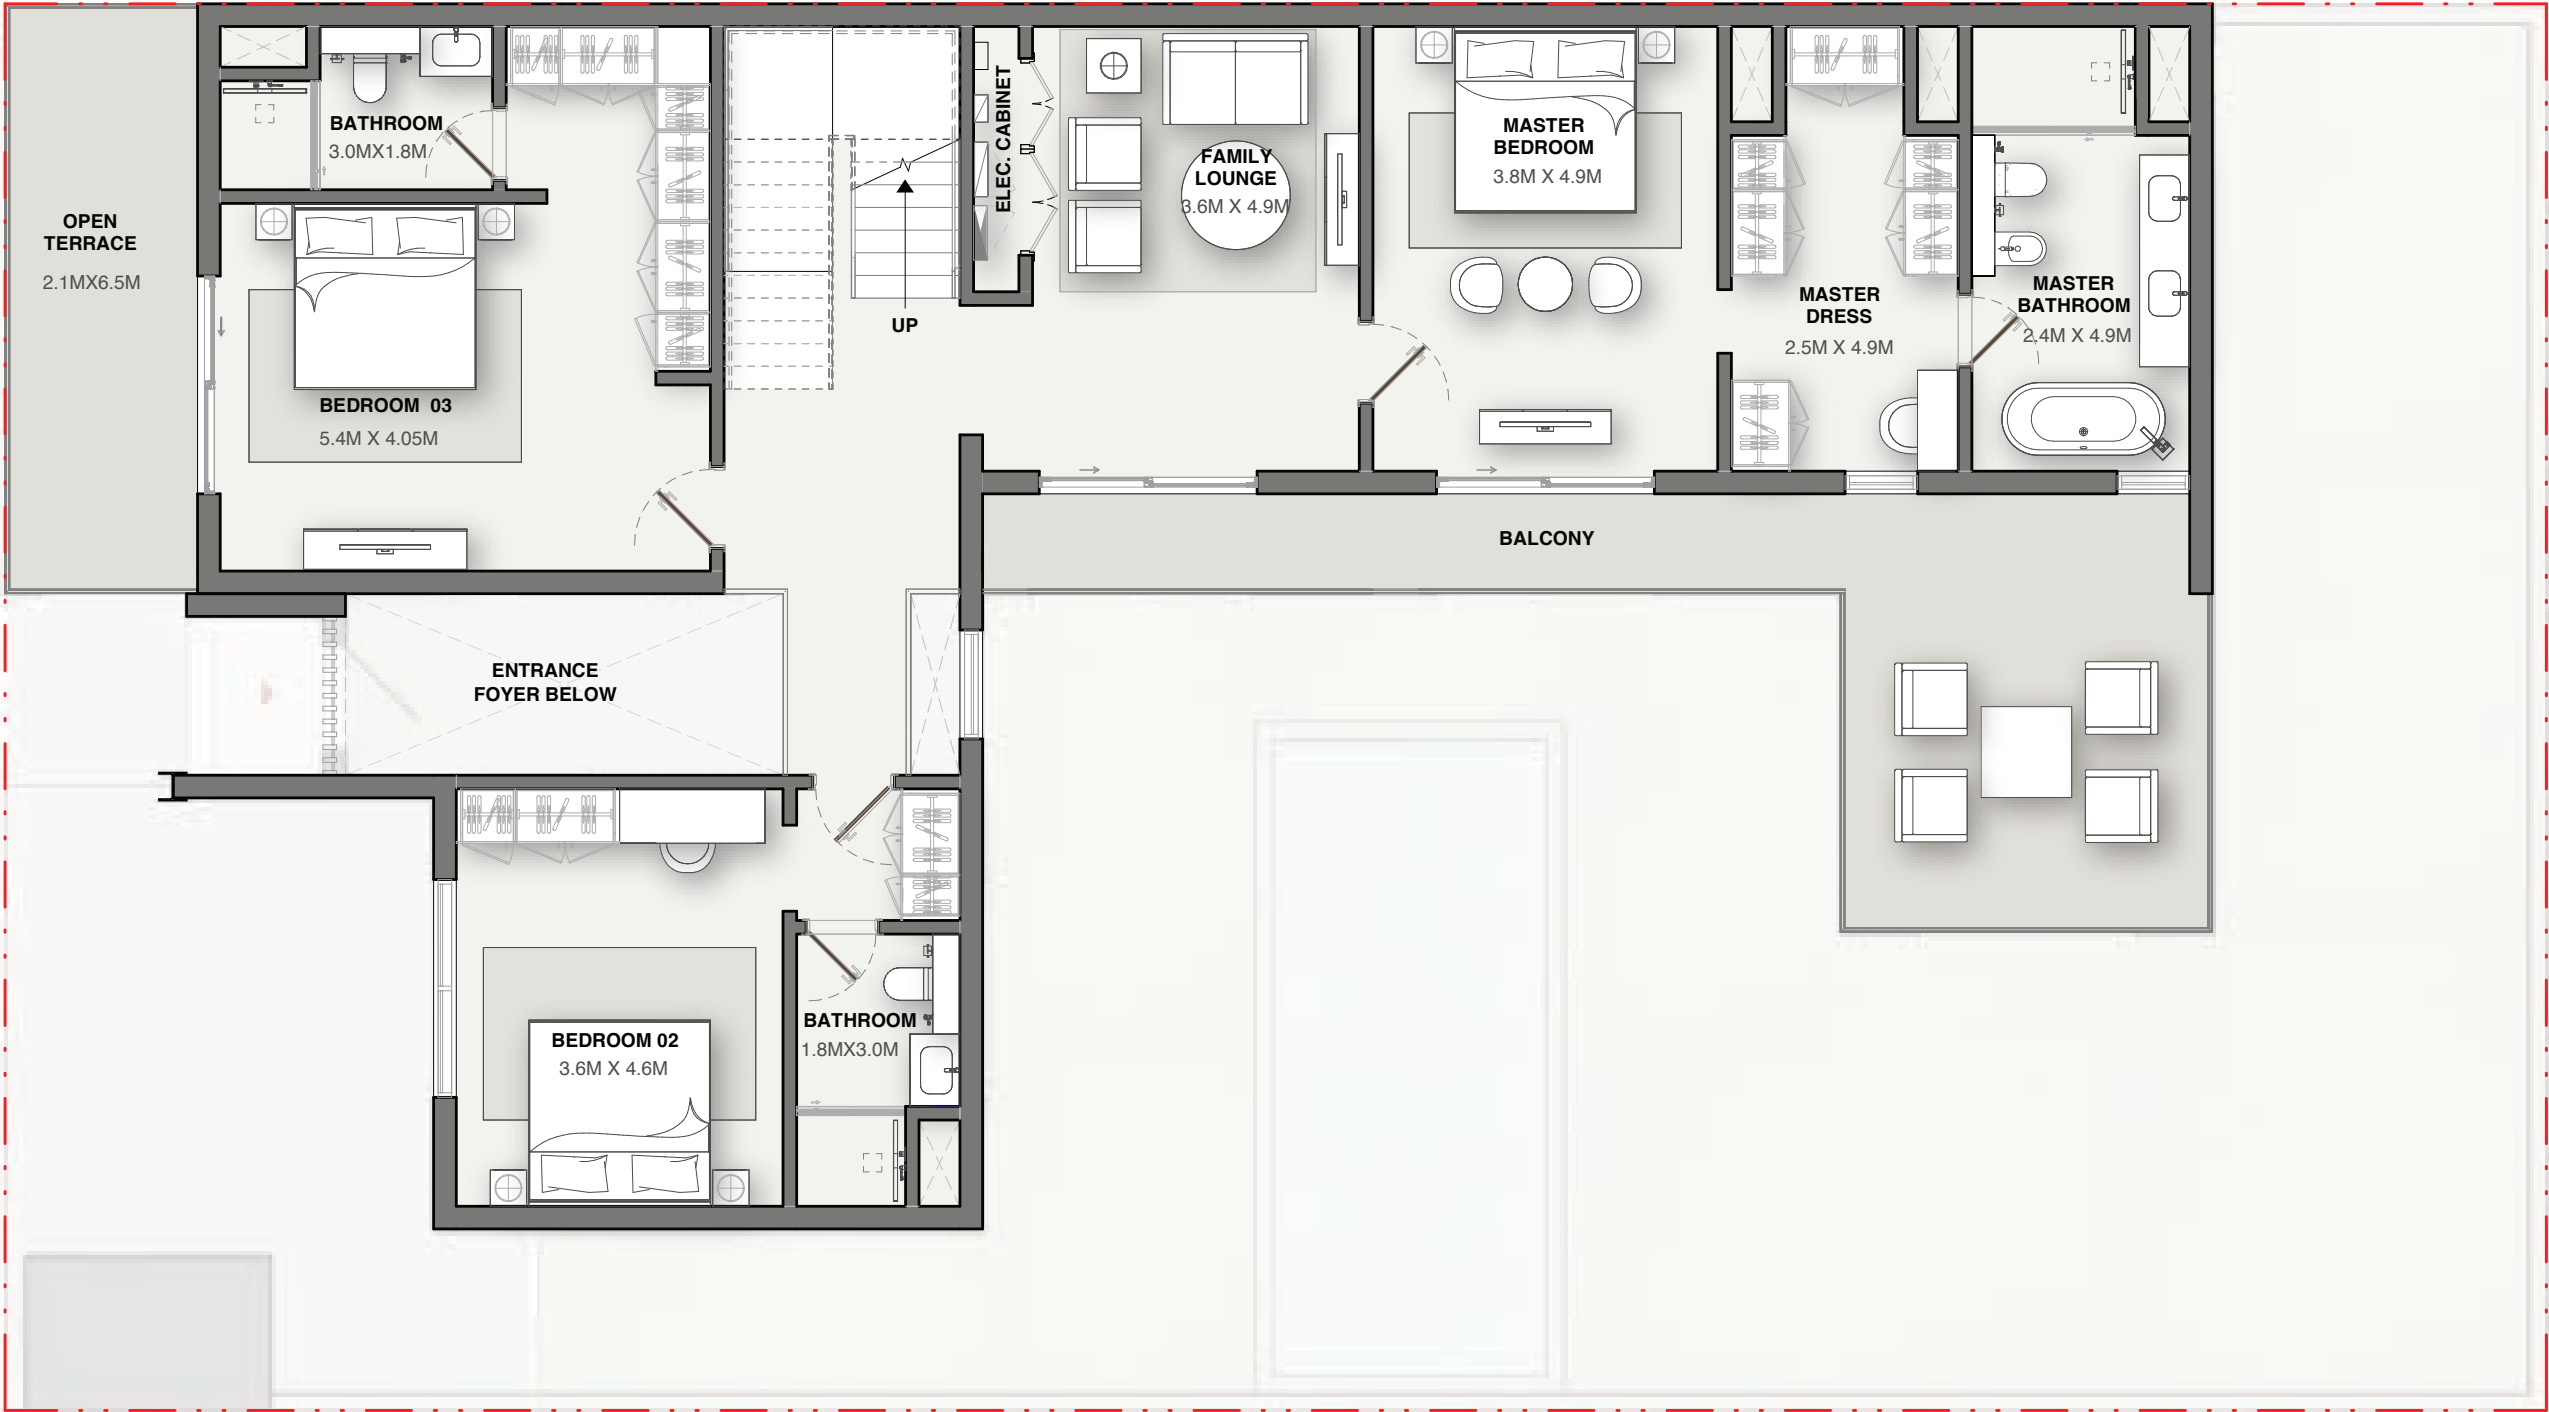 OPEN
TERRACE
2.1MX6.5M
BATHROOM
3.0MX1.8M
BEDROOM 03
5.4M X 4.05M
UP
ELEC. CABINET
FAMILY
LOUNGE
3.6M X 4.9M
MASTER
BEDROOM
3.8M X 4.9M
MASTER
DRESS
2.5M X 4.9M
MASTER
BATHROOM
2.4M X 4.9M
BALCONY
ENTRANCE
FOYER BELOW
BEDROOM 02
3.6M X 4.6M
BATHROOM
1.8MX3.0M